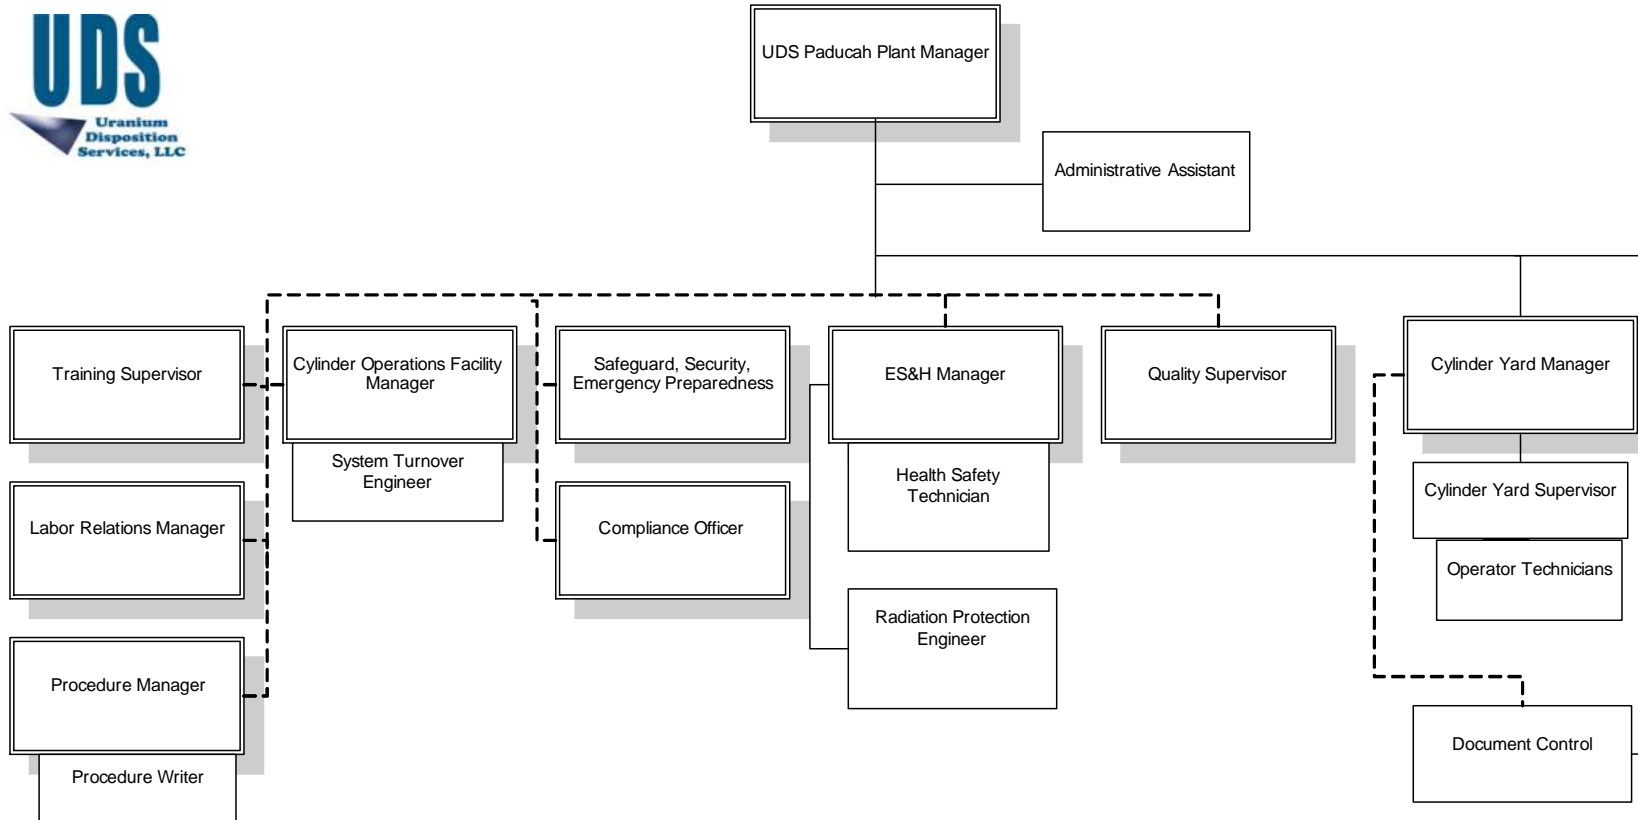 UDS
Uranium
Disposition
Services, LLC
UDS Paducah Plant Manager
Administrative Assistant
Training Supervisor
Cylinder Operations Facility
Manager
Safeguard, Security,
Emergency Preparedness
ES&H Manager
Quality Supervisor
Cylinder Yard Manager
System Turnover
Engineer
Health Safety
Technician
Cylinder Yard Supervisor
Labor Relations Manager
Compliance Officer
Operator Technicians
Radiation Protection
Engineer
Procedure Manager
Document Control
Procedure Writer